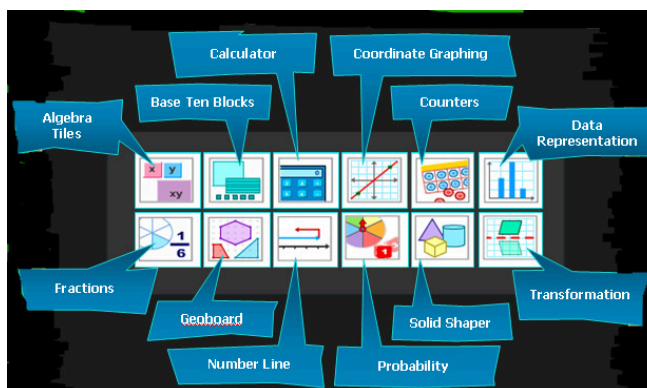 Calculator
Coordinate Graphing
Base Ten Blocks
Counters
Algebra
Tiles
Data
Representation
x
y
xy
1
6
1
Fractions
Geoboard
Number Line
Probability
Solid Shaper
Transformation